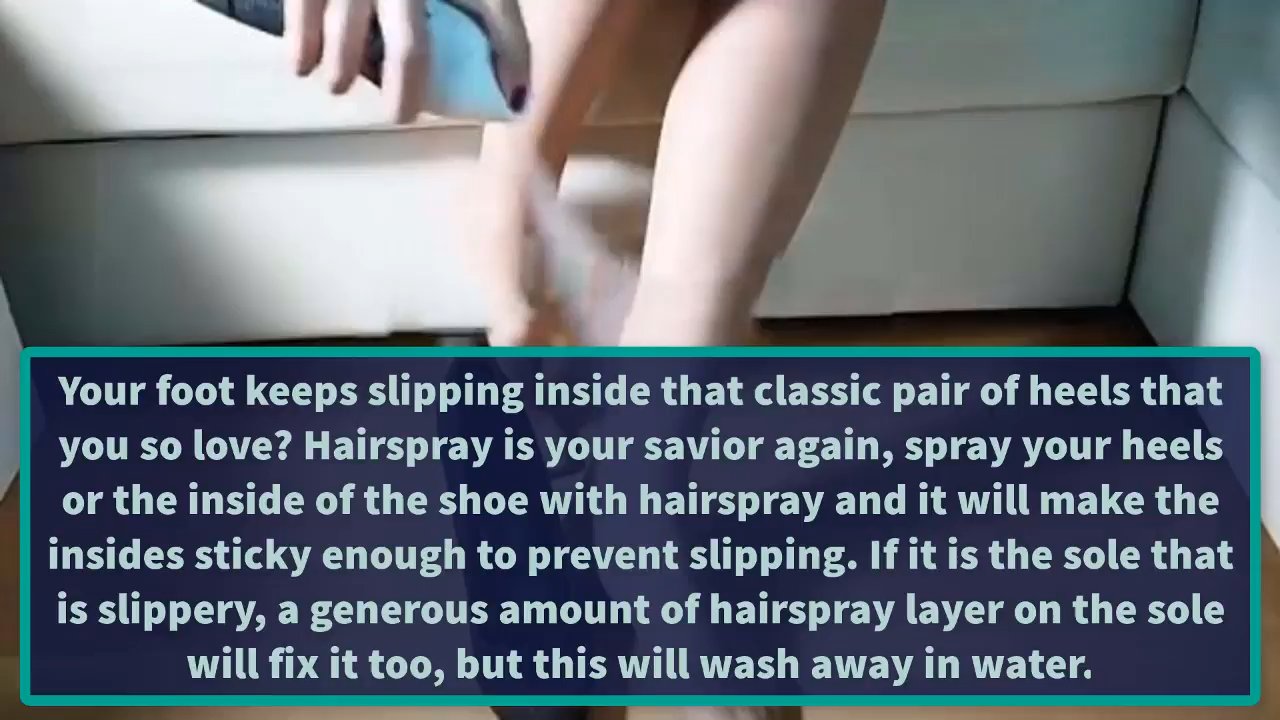 Your foot keeps slipping inside that classic pair of heels that
you so love? Hairspray is your savior again, spray your heels
or the inside of the shoe with hairspray and it will make the
insides sticky enough to prevent slipping. If it is the sole that
is slippery, a generous amount of hairspray layer on the sole
will fix it too, but this will wash away in water.